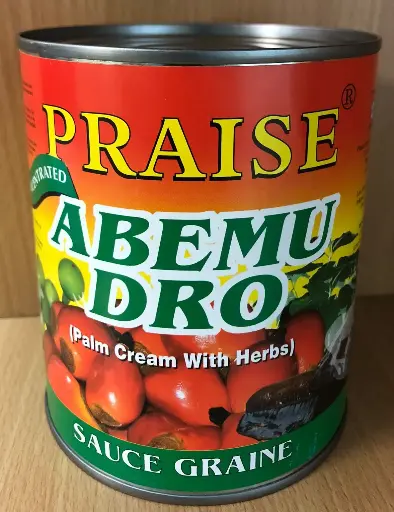 PRAISE®
ABEMU
DRO
(Palm Cream With Herbs)
SAUCE GRAINE